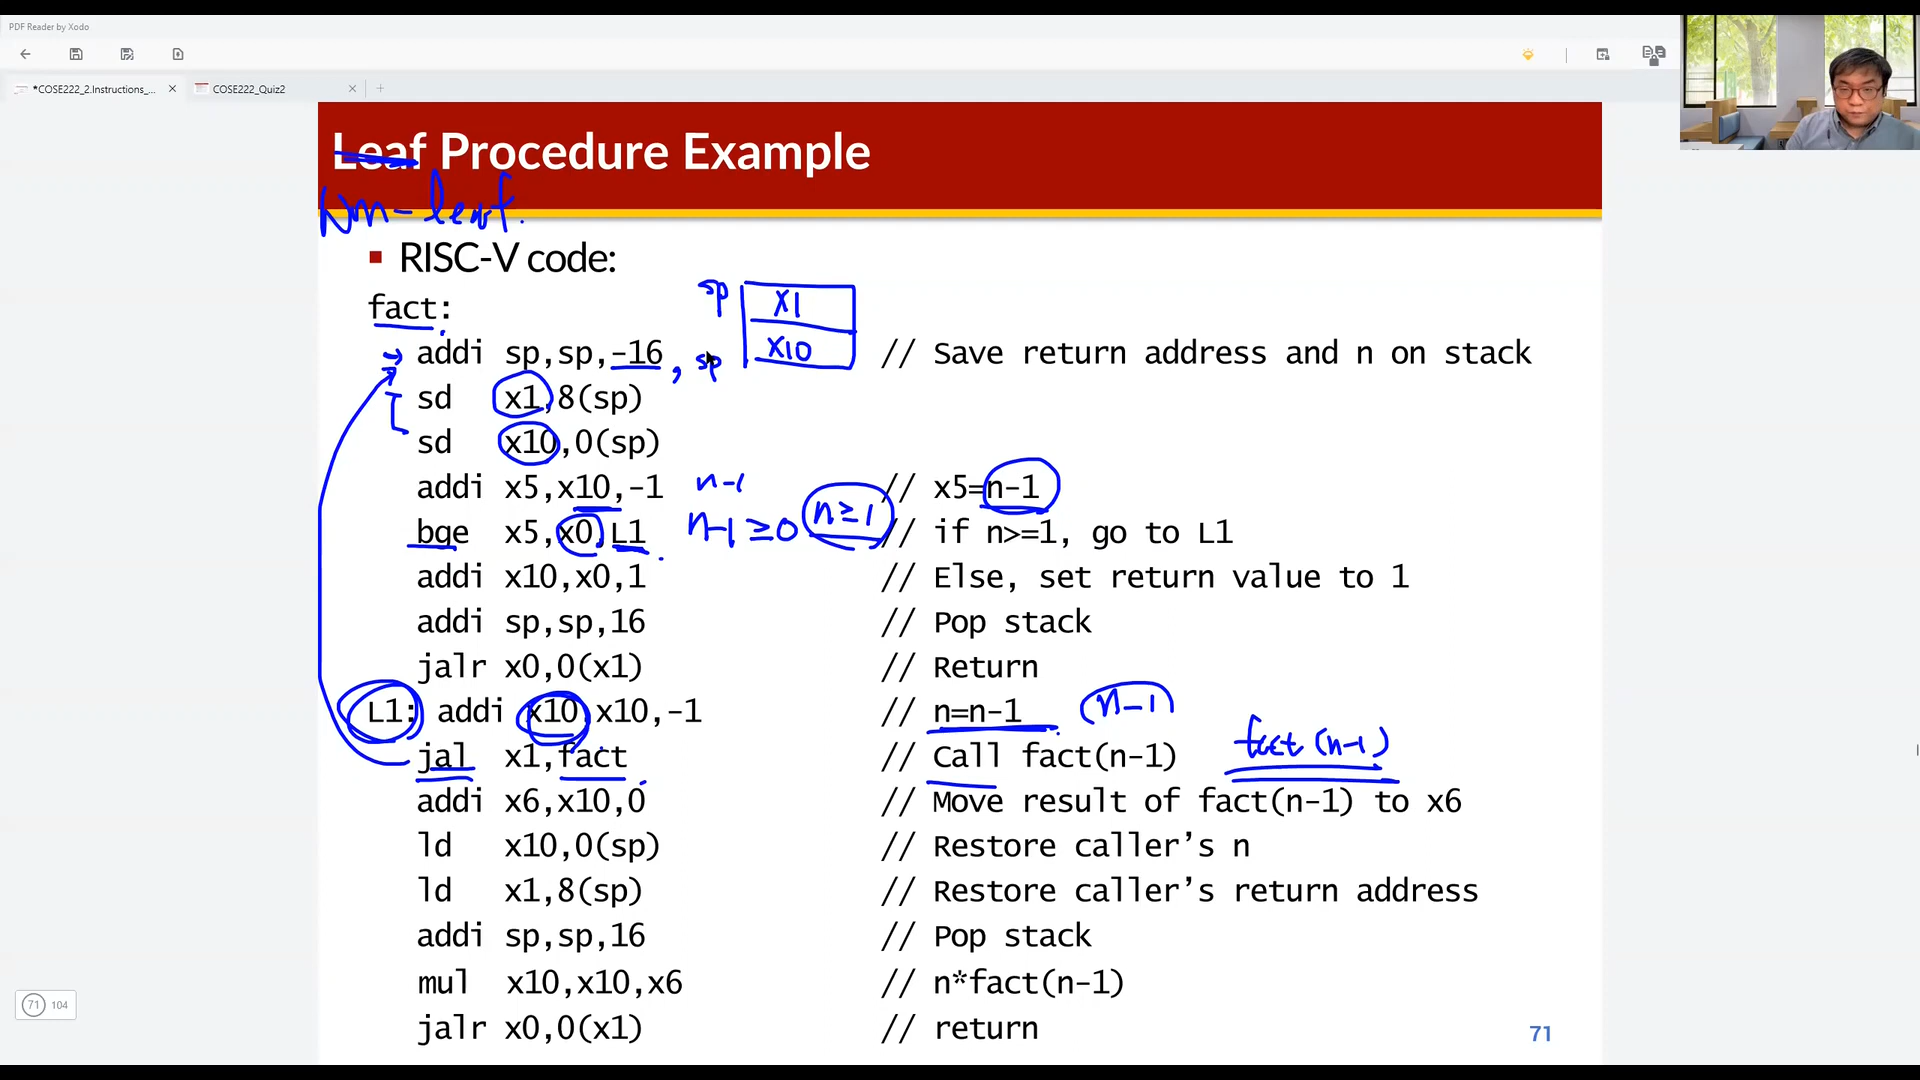 PDF Reader by Xodo
*COSE222_2.Instructions_... COSE222_Quiz2
Leaf Procedure Example
Non-leaf.
RISC-V code:
fact:
sp x1
addi sp,sp,-16 , sp x10 // Save return address and n on stack
sd x1,8(sp)
sd x10,0(sp)
addi x5,x10,-1 n-1 // x5=n-1
bge x5,x0,L1 n-1≥0 n≥1 // if n>=1, go to L1
addi x10,x0,1 // Else, set return value to 1
addi sp,sp,16 // Pop stack
jalr x0,0(x1) // Return
L1: addi x10,x10,-1 // n=n-1 (n-1)
jal x1,fact // Call fact(n-1) fact(n-1)
addi x6,x10,0 // Move result of fact(n-1) to x6
ld x10,0(sp) // Restore caller’s n
ld x1,8(sp) // Restore caller’s return address
addi sp,sp,16 // Pop stack
mul x10,x10,x6 // n*fact(n-1)
jalr x0,0(x1) // return
71 104
71